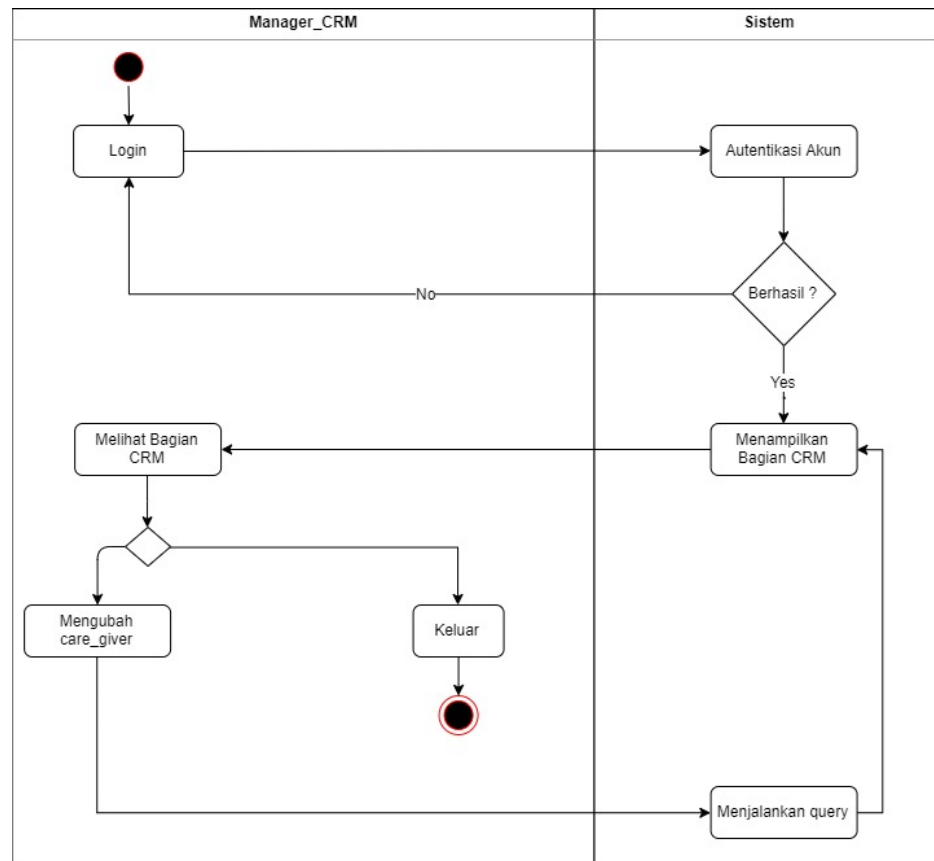 Manager_CRM
Sistem
Login
Autentikasi Akun
Berhasil ?
No
Yes
Melihat Bagian
CRM
Menampilkan
Bagian CRM
Mengubah
care_giver
Keluar
Menjalankan query